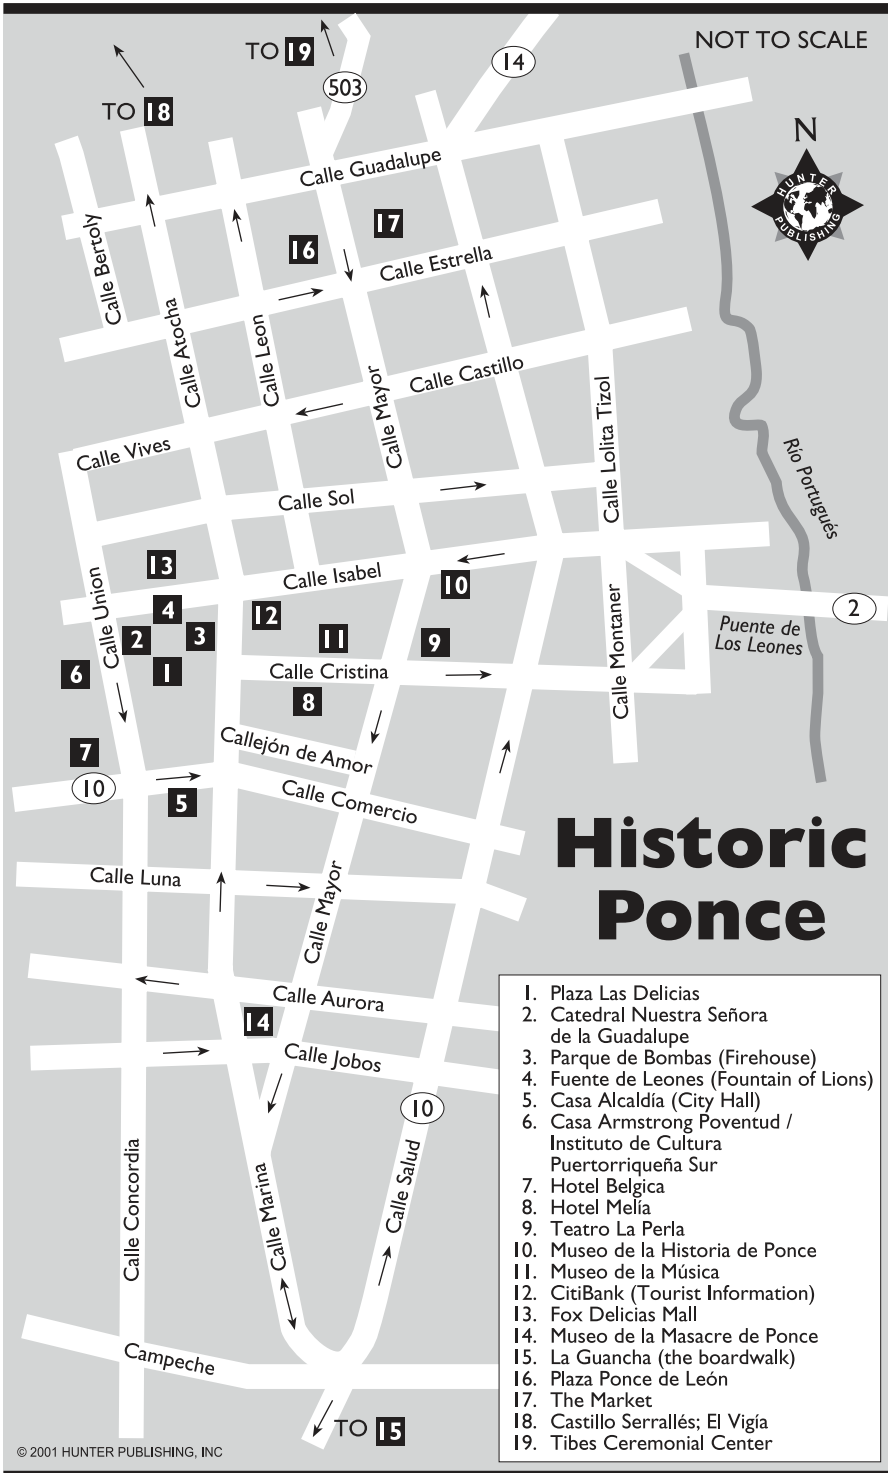 TO 19
NOT TO SCALE
503
14
TO 18
N
HUNTER
PUBLISHING
Calle Guadalupe
17
16
Calle Bertoly
Calle Estrella
Calle Atocha
Calle Leon
Calle Mayor
Calle Castillo
Calle Lolita Tizol
Calle Vives
Río Portugués
Calle Sol
13
Calle Isabel
10
Calle Union
4
12
2
3
11
9
Calle Montaner
2
Puente de
Los Leones
6
1
Calle Cristina
8
7
Callejón de Amor
10
5
Calle Comercio
Historic
Ponce
Calle Luna
Calle Mayor
Calle Aurora
14
Calle Jobos
10
Calle Concordia
Calle Marina
Calle Salud
Campeche
TO 15
1. Plaza Las Delicias
2. Catedral Nuestra Señora
de la Guadalupe
3. Parque de Bombas (Firehouse)
4. Fuente de Leones (Fountain of Lions)
5. Casa Alcaldía (City Hall)
6. Casa Armstrong Poventud /
Instituto de Cultura
Puertorriqueña Sur
7. Hotel Belgica
8. Hotel Melía
9. Teatro La Perla
10. Museo de la Historia de Ponce
11. Museo de la Música
12. CitiBank (Tourist Information)
13. Fox Delicias Mall
14. Museo de la Masacre de Ponce
15. La Guancha (the boardwalk)
16. Plaza Ponce de León
17. The Market
18. Castillo Serrallés; El Vigía
19. Tibes Ceremonial Center
© 2001 HUNTER PUBLISHING, INC